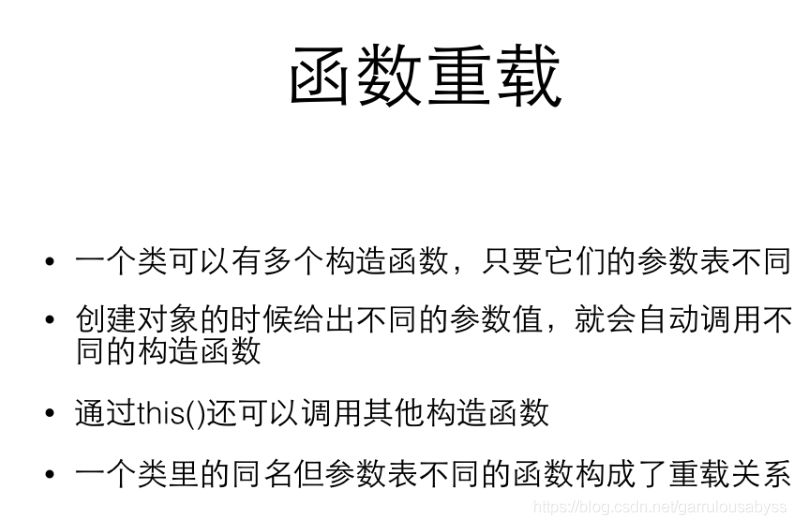 函数重载
• 一个类可以有多个构造函数，只要它们的参数表不同
• 创建对象的时候给出不同的参数值，就会自动调用不
同的构造函数
• 通过this()还可以调用其他构造函数
• 一个类里的同名但参数表不同的函数构成了重载关系
https://blog.csdn.net/garrulousabyss